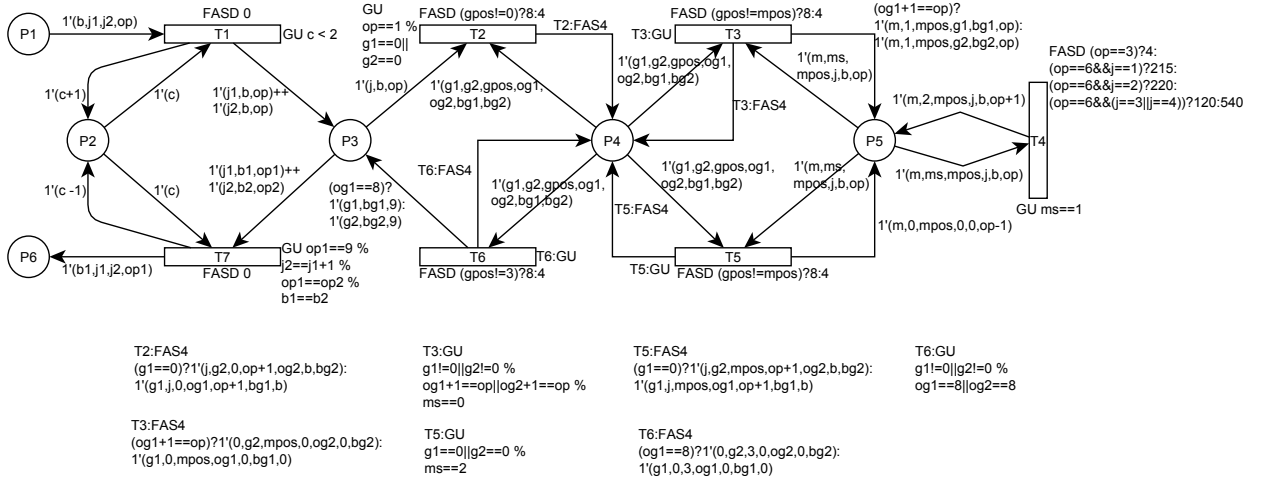 FASD 0
T1
GU c < 2
P1
1'(b,j1,j2,op)
GU
op==1 %
g1==0||
g2==0
FASD (gpos!=0)?8:4
T2
T2:FAS4
FASD (gpos!=mpos)?8:4
T3:GU
T3
(og1+1==op)?
1'(m,1,mpos,g1,bg1,op):
1'(m,1,mpos,g2,bg2,op)
FASD (op==3)?4:
(op==6&&j==1)?215:
(op==6&&j==2)?220:
(op==6&&(j==3||j==4))?120:540
1'(c+1)
1'(c)
1'(j1,b,op)++
1'(j2,b,op)
1'(j,b,op)
1'(g1,g2,gpos,og1,
og2,bg1,bg2)
1'(g1,g2,gpos,og1,
og2,bg1,bg2)
T3:FAS4
1'(m,ms,
mpos,j,b,op)
1'(m,2,mpos,j,b,op+1)
P2
P3
P4
P5
T4
1'(c -1)
1'(c)
1'(j1,b1,op1)++
1'(j2,b2,op2)
(og1==8)?
1'(g1,bg1,9):
1'(g2,bg2,9)
T6:FAS4
1'(g1,g2,gpos,og1,
og2,bg1,bg2)
T5:FAS4
1'(g1,g2,gpos,og1,
og2,bg1,bg2)
1'(m,ms,
mpos,j,b,op)
1'(m,ms,mpos,j,b,op)
GU ms==1
1'(m,0,mpos,0,0,op-1)
P6
1'(b1,j1,j2,op1)
T7
FASD 0
GU op1==9 %
j2==j1+1 %
op1==op2 %
b1==b2
T6
T6:GU
FASD (gpos!=3)?8:4
T5:GU
T5
FASD (gpos!=mpos)?8:4
T2:FAS4
(g1==0)?1'(j,g2,0,op+1,og2,b,bg2):
1'(g1,j,0,og1,op+1,bg1,b)
T3:FAS4
(og1+1==op)?1'(0,g2,mpos,0,og2,0,bg2):
1'(g1,0,mpos,og1,0,bg1,0)
T3:GU
g1!=0||g2!=0 %
og1+1==op||og2+1==op %
ms==0
T5:GU
g1==0||g2==0 %
ms==2
T5:FAS4
(g1==0)?1'(j,g2,mpos,op+1,og2,b,bg2):
1'(g1,j,mpos,og1,op+1,bg1,b)
T6:FAS4
(og1==8)?1'(0,g2,3,0,og2,0,bg2):
1'(g1,0,3,og1,0,bg1,0)
T6:GU
g1!=0||g2!=0 %
og1==8||og2==8